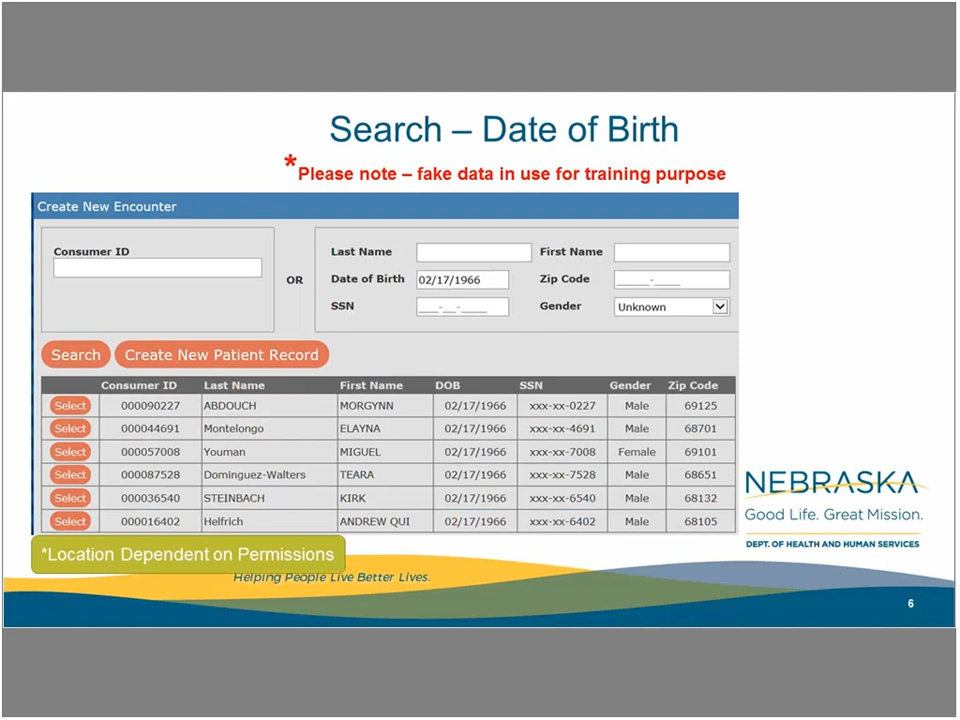 Search – Date of Birth
*Please note – fake data in use for training purpose
Create New Encounter
Consumer ID
OR
Last Name
First Name
Date of Birth 02/17/1966
Zip Code _____-____
SSN ___-__-____
Gender Unknown
Search Create New Patient Record
Consumer ID Last Name First Name DOB SSN Gender Zip Code
Select 000090227 ABDOUCH MORGYNN 02/17/1966 xxx-xx-0227 Male 69125
Select 000044691 Montelongo ELAYNA 02/17/1966 xxx-xx-4691 Male 68701
Select 000057008 Youman MIGUEL 02/17/1966 xxx-xx-7008 Female 69101
Select 000087528 Dominguez-Walters TEARA 02/17/1966 xxx-xx-7528 Male 68651
Select 000036540 STEINBACH KIRK 02/17/1966 xxx-xx-6540 Male 68132
Select 000016402 Helfrich ANDREW QUI 02/17/1966 xxx-xx-6402 Male 68105
NEBRASKA
Good Life. Great Mission.
DEPT. OF HEALTH AND HUMAN SERVICES
*Location Dependent on Permissions
Helping People Live Better Lives.
6